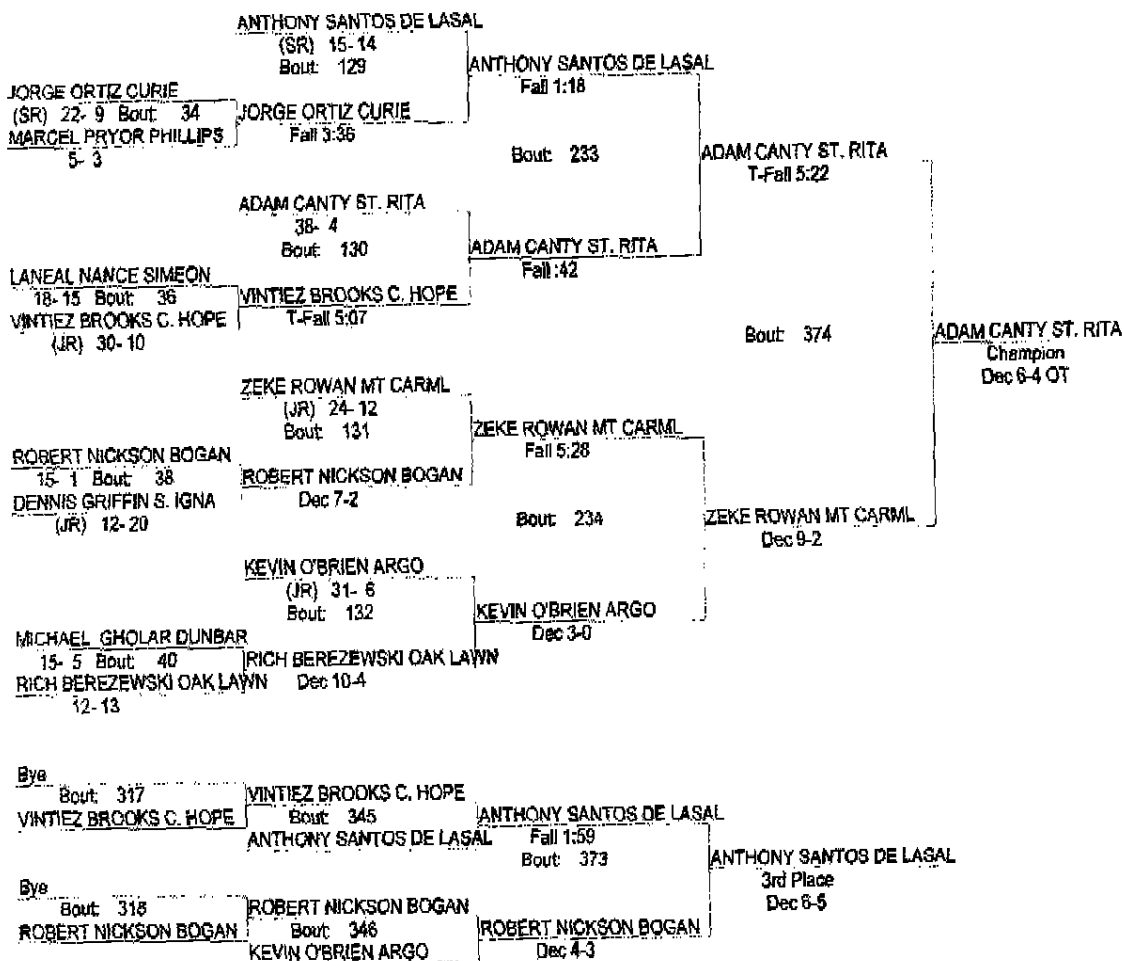 ANTHONY SANTOS DE LASAL
(SR) 15-14
Bout: 129
ANTHONY SANTOS DE LASAL
Fall 1:18
JORGE ORTIZ CURIE
(SR) 22- 9 Bout: 34
JORGE ORTIZ CURIE
Fall 3:36
MARCEL PRYOR PHILLIPS
5- 3
Bout: 233
ADAM CANTY ST. RITA
T-Fall 5:22
ADAM CANTY ST. RITA
38- 4
Bout: 130
ADAM CANTY ST. RITA
Fall :42
LANEAL NANCE SIMEON
18- 15 Bout: 36
VINTIEZ BROOKS C. HOPE
T-Fall 5:07
VINTIEZ BROOKS C. HOPE
(JR) 30- 10
Bout: 374
ADAM CANTY ST. RITA
Champion
Dec 6-4 OT
ZEKE ROWAN MT CARML
(JR) 24- 12
Bout: 131
ZEKE ROWAN MT CARML
Fall 5:28
ROBERT NICKSON BOGAN
15- 1 Bout: 38
ROBERT NICKSON BOGAN
Dec 7-2
DENNIS GRIFFIN S. IGNA
(JR) 12- 20
Bout: 234
ZEKE ROWAN MT CARML
Dec 9-2
KEVIN O'BRIEN ARGO
(JR) 31- 6
Bout: 132
KEVIN O'BRIEN ARGO
Dec 3-0
MICHAEL GHOLAR DUNBAR
15- 5 Bout: 40
RICH BEREZEWSKI OAK LAWN
Dec 10-4
RICH BEREZEWSKI OAK LAWN
12- 13
Bye
Bout: 317
VINTIEZ BROOKS C. HOPE
VINTIEZ BROOKS C. HOPE
Bout: 345
ANTHONY SANTOS DE LASAL
ANTHONY SANTOS DE LASAL
Fall 1:59
Bout: 373
ANTHONY SANTOS DE LASAL
3rd Place
Dec 6-5
Bye
Bout: 318
ROBERT NICKSON BOGAN
ROBERT NICKSON BOGAN
Bout: 346
KEVIN O'BRIEN ARGO
ROBERT NICKSON BOGAN
Dec 4-3